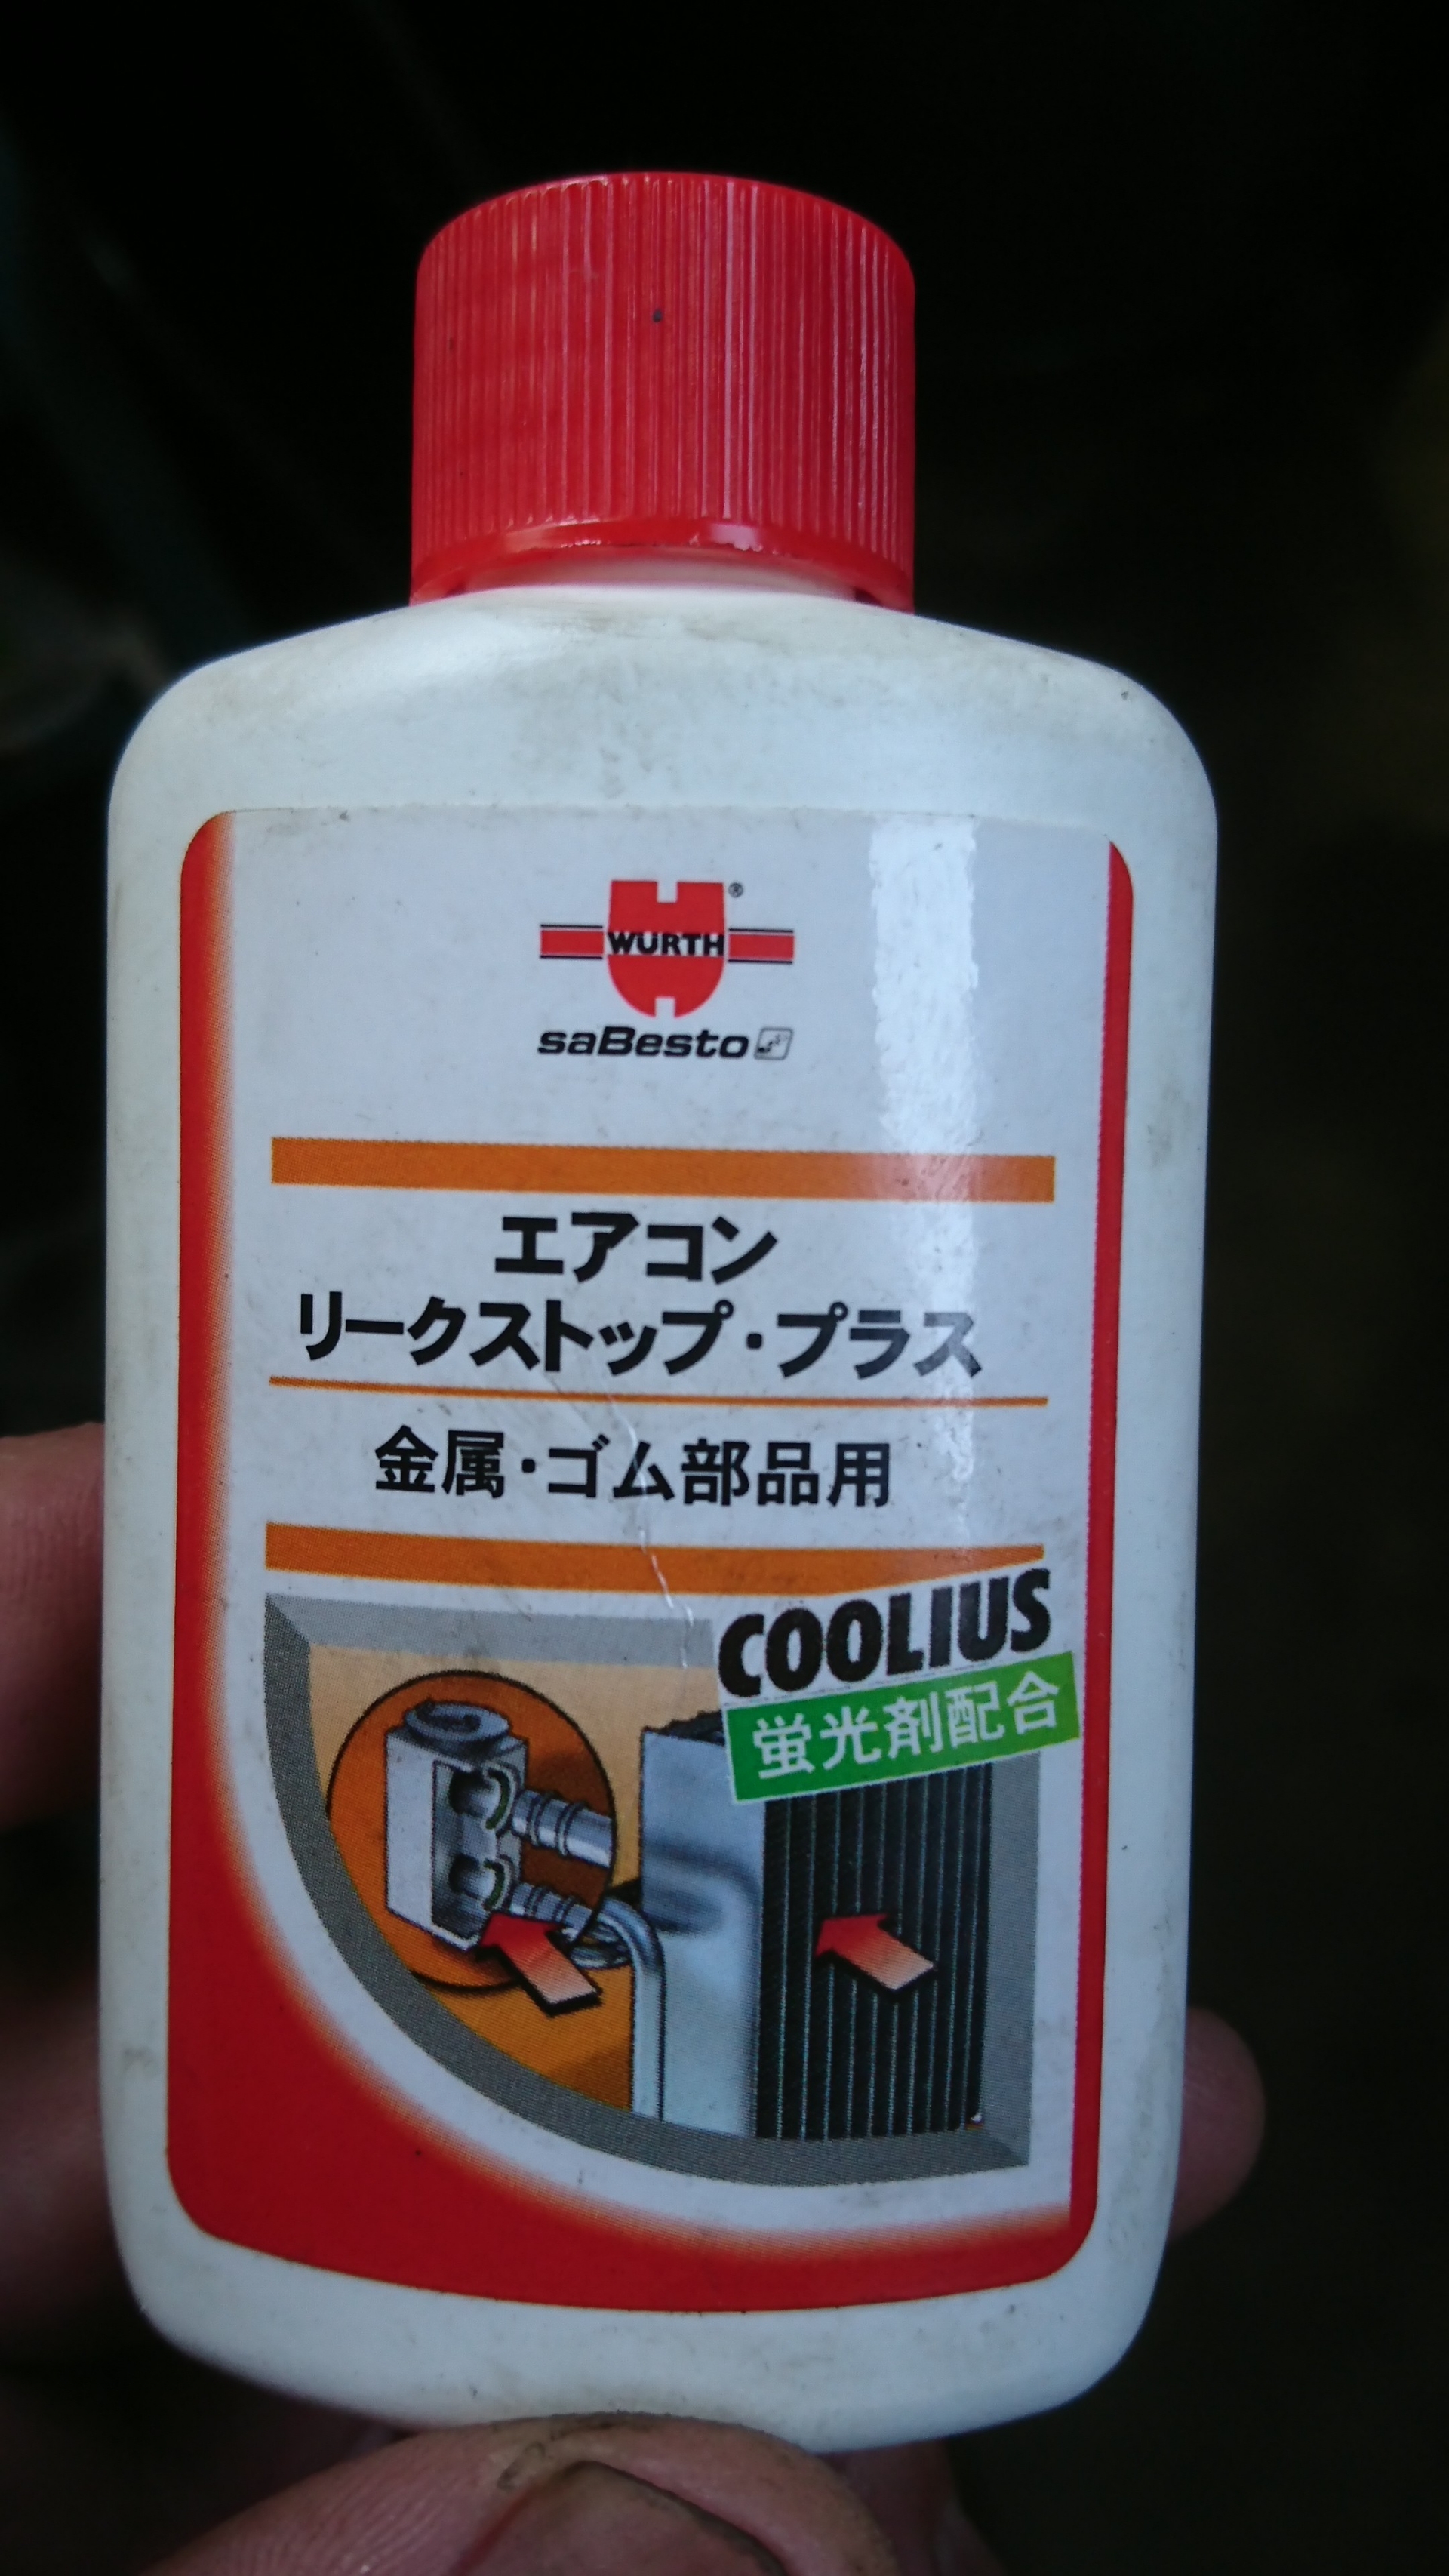 WÜRTH®
saBesto
エアコン
リークストップ・プラス
金属・ゴム部品用
COOLIUS
蛍光剤配合